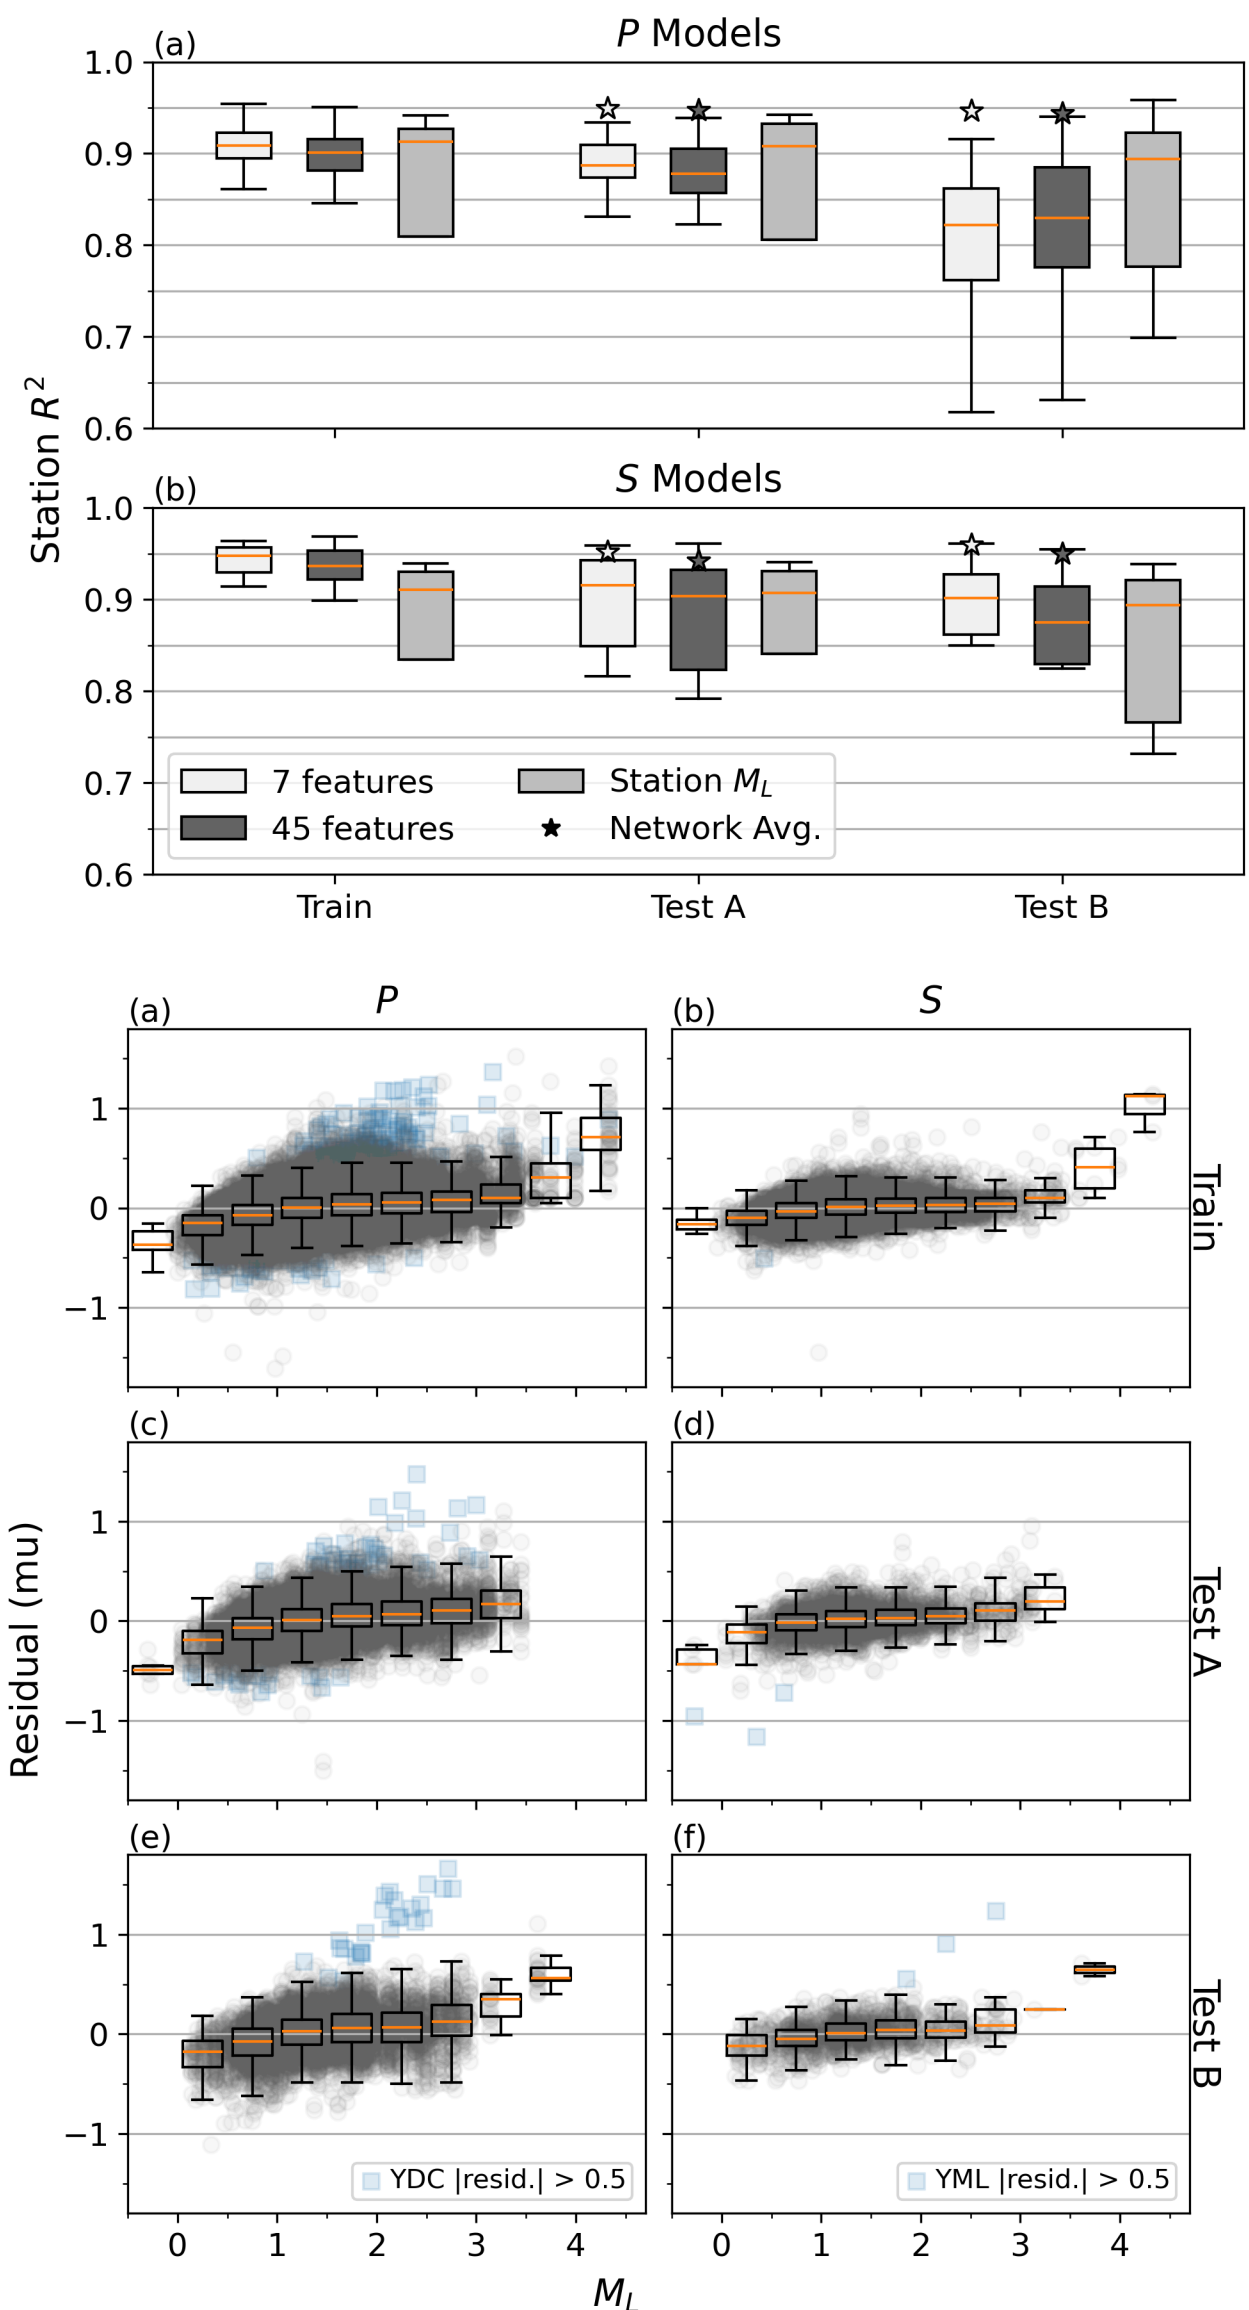 (a)
P Models
1.0
0.9
0.8
0.7
0.6
Station R²
(b)
S Models
1.0
0.9
0.8
0.7
0.6
7 features
45 features
Station M_L
Network Avg.
Train
Test A
Test B
(a)
P
1
0
−1
(b)
S
Train
(c)
1
0
−1
(d)
Test A
Residual (mu)
(e)
1
0
−1
YDC |resid.| > 0.5
(f)
YML |resid.| > 0.5
Test B
0 1 2 3 4
0 1 2 3 4
M_L